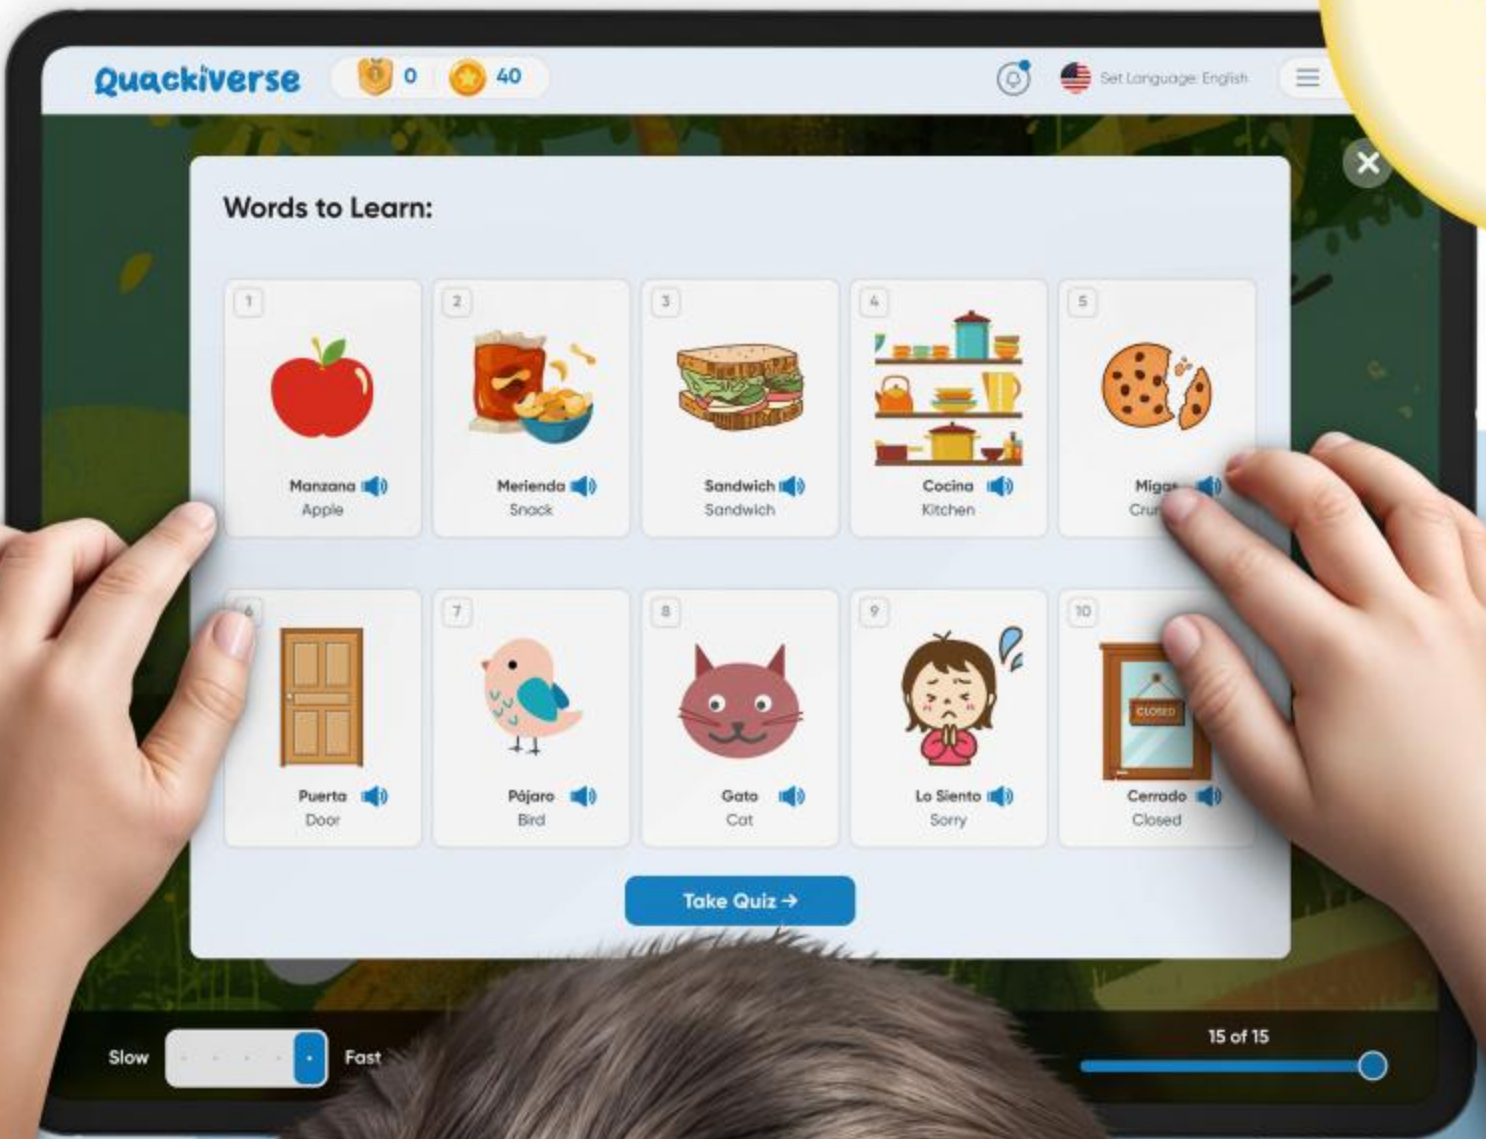 Quackiverse
0
40
Set Language: English
Words to Learn:
1
Manzana
Apple
2
Merienda
Snack
3
Sandwich
Sandwich
4
Cocina
Kitchen
5
6
Puerta
Door
7
Pájaro
Bird
8
Gato
Cat
9
Lo Siento
Sorry
10
CLOSED
Cerrado
Closed
Take Quiz →
Slow
Fast
15 of 15